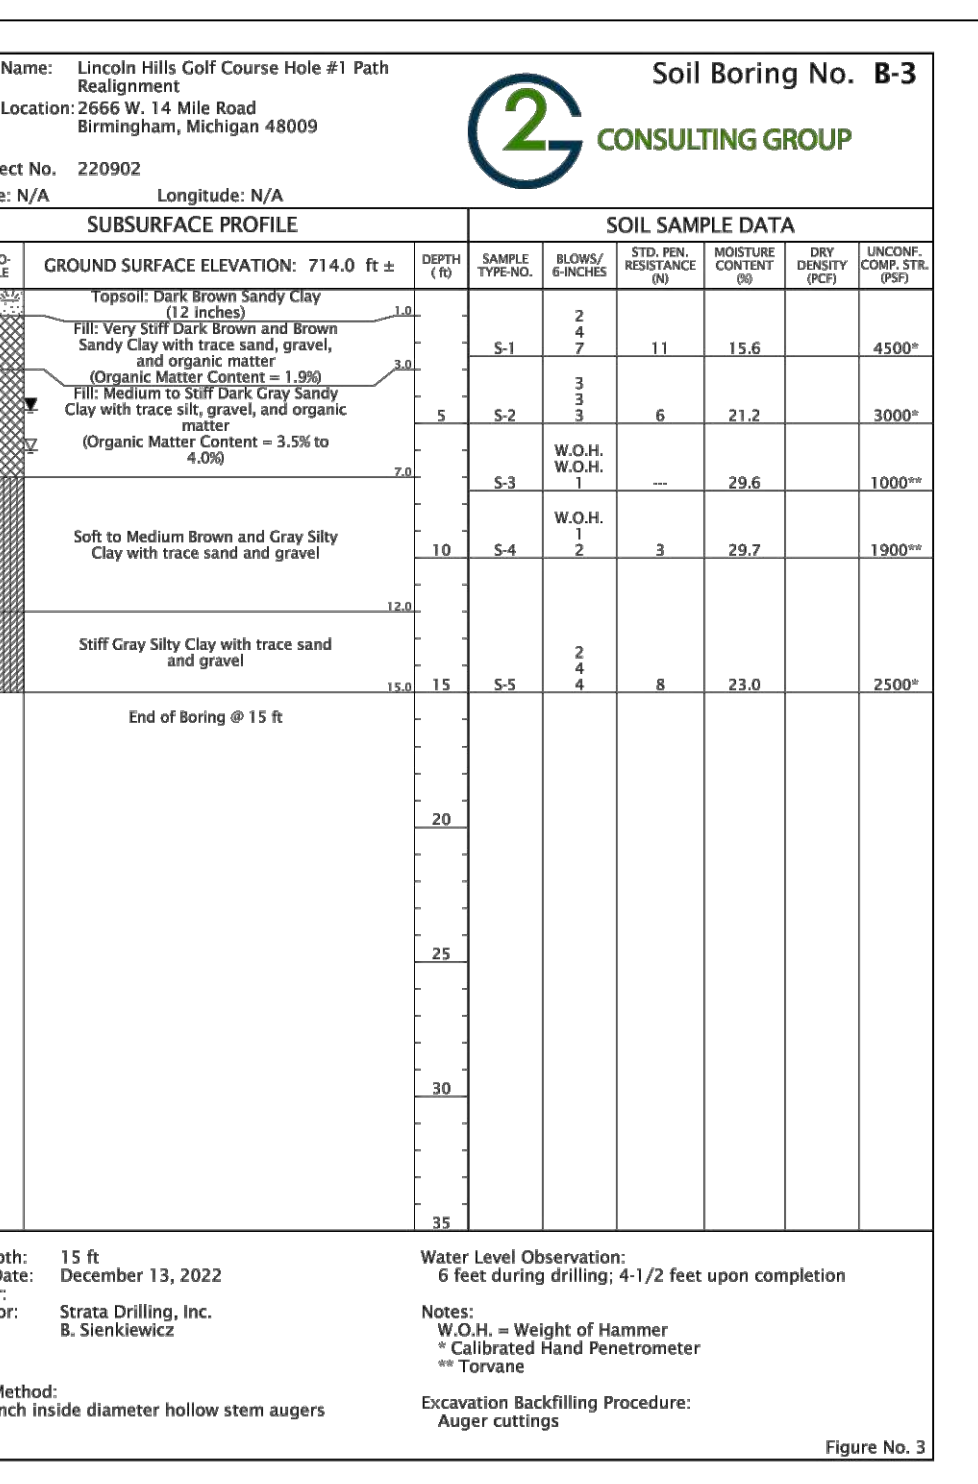 Name: Lincoln Hills Golf Course Hole #1 Path
Realignment
Location: 2666 W. 14 Mile Road
Birmingham, Michigan 48009
ect No. 220902
e: N/A Longitude: N/A
Soil Boring No. B-3
2G CONSULTING GROUP
SUBSURFACE PROFILE
SOIL SAMPLE DATA
O-
LE
GROUND SURFACE ELEVATION: 714.0 ft ±
DEPTH
( ft)
SAMPLE
TYPE-NO.
BLOWS/
6-INCHES
STD. PEN.
RESISTANCE
(N)
MOISTURE
CONTENT
(%)
DRY
DENSITY
(PCF)
UNCONF.
COMP. STR.
(PSF)
Topsoil: Dark Brown Sandy Clay
(12 inches) 1.0
Fill: Very Stiff Dark Brown and Brown
Sandy Clay with trace sand, gravel,
and organic matter
(Organic Matter Content = 1.9%) 3.0
Fill: Medium to Stiff Dark Gray Sandy
Clay with trace silt, gravel, and organic
matter
(Organic Matter Content = 3.5% to
4.0%)
7.0
Soft to Medium Brown and Gray Silty
Clay with trace sand and gravel
12.0
Stiff Gray Silty Clay with trace sand
and gravel
15.0
End of Boring @ 15 ft
2
4
S-1 7 11 15.6 4500*
3
3
5 S-2 3 6 21.2 3000*
W.O.H.
W.O.H.
S-3 1 --- 29.6 1000**
W.O.H.
1
10 S-4 2 3 29.7 1900**
2
4
15 S-5 4 8 23.0 2500*
20
25
30
35
pth: 15 ft
Date: December 13, 2022
r:
or: Strata Drilling, Inc.
B. Sienkiewicz
Method:
nch inside diameter hollow stem augers
Water Level Observation:
6 feet during drilling; 4-1/2 feet upon completion
Notes:
W.O.H. = Weight of Hammer
* Calibrated Hand Penetrometer
** Torvane
Excavation Backfilling Procedure:
Auger cuttings
Figure No. 3